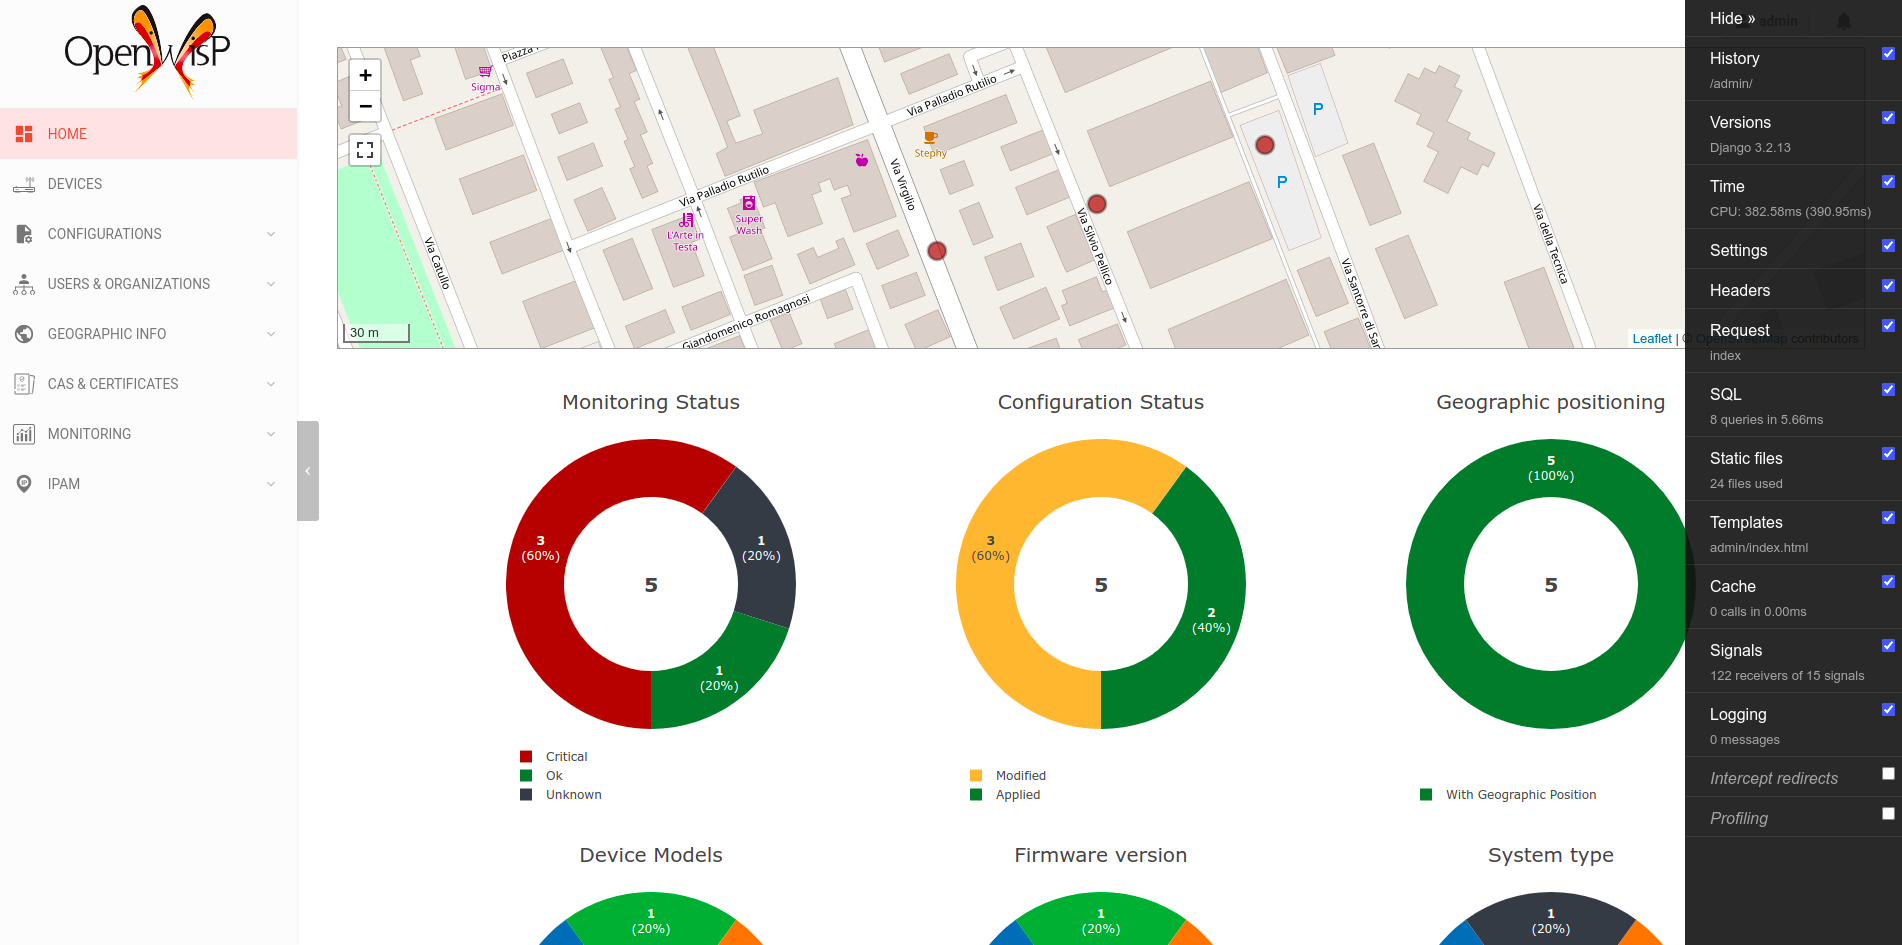 OpenWISP
HOME
DEVICES
CONFIGURATIONS
USERS & ORGANIZATIONS
GEOGRAPHIC INFO
CAS & CERTIFICATES
MONITORING
IPAM
+
−
Piazza
Sigma
Via Palladio Rutilio
Via Palladio Rutilio
Stephy
Via Virgilio
L'Arte in
Testa
Super
Wash
Via Catullo
Giandomenico Romagnosi
Via Silvio Pellico
P
P
Via Santorre di Sa
Via della Tecnica
30 m
Leaflet | © OpenStreetMap contributors
Monitoring Status
3
(60%)
1
(20%)
1
(20%)
5
Critical
Ok
Unknown
Configuration Status
3
(60%)
2
(40%)
5
Modified
Applied
Geographic positioning
5
(100%)
5
With Geographic Position
Device Models
1
(20%)
Firmware version
1
(20%)
System type
1
(20%)
admin
Hide »
History
/admin/
Versions
Django 3.2.13
Time
CPU: 382.58ms (390.95ms)
Settings
Headers
Request
index
SQL
8 queries in 5.66ms
Static files
24 files used
Templates
admin/index.html
Cache
0 calls in 0.00ms
Signals
122 receivers of 15 signals
Logging
0 messages
Intercept redirects
Profiling